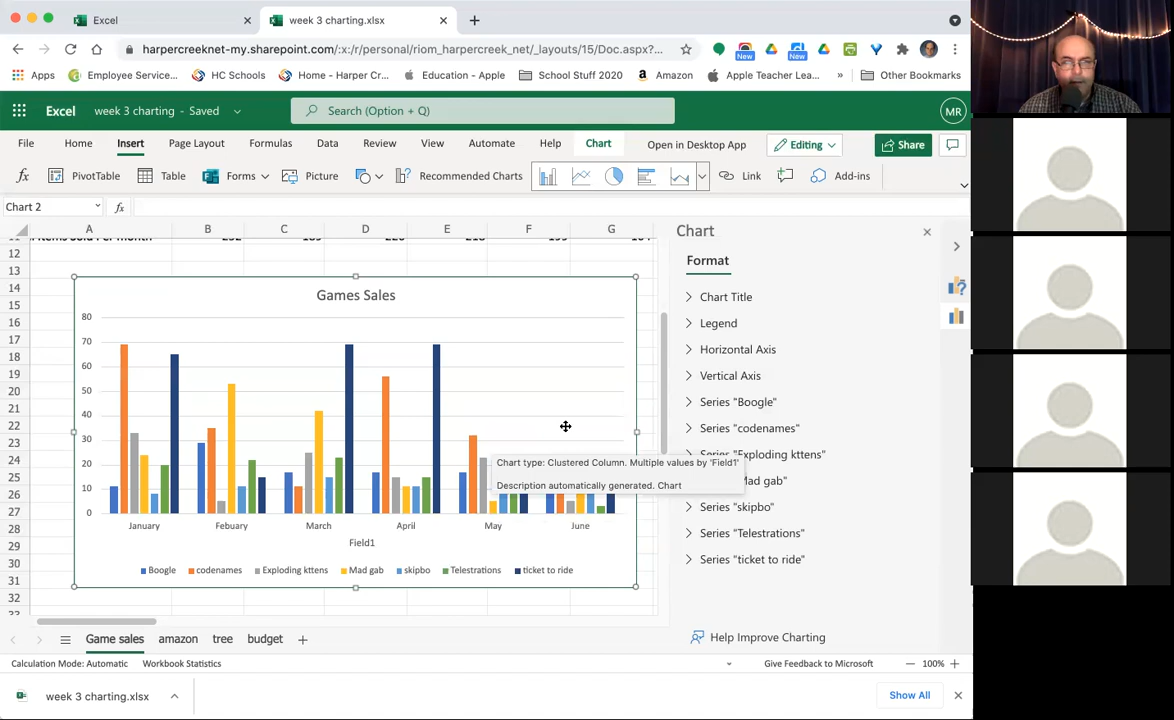 Excel
week 3 charting.xlsx
harpercreeknet-my.sharepoint.com/:x:/r/personal/riom_harpercreek_net/_layouts/15/Doc.aspx?...
New
New
Apps
Employee Service...
HC Schools
Home - Harper Cr...
Education - Apple
School Stuff 2020
Amazon
Apple Teacher Lea...
»
Other Bookmarks
Excel
week 3 charting - Saved
Search (Option + Q)
MR
File
Home
Insert
Page Layout
Formulas
Data
Review
View
Automate
Help
Chart
Open in Desktop App
Editing
Share
fx
PivotTable
Table
Forms
Picture
Recommended Charts
Link
Add-ins
Chart 2
fx
A B C D E F G
12
13
14
15
16
17
18
19
20
21
22
23
24
25
26
27
28
29
30
31
32
Games Sales
80
70
60
50
40
30
20
10
0
January
Febuary
March
April
May
June
Field1
Boogle
codenames
Exploding kttens
Mad gab
skipbo
Telestrations
ticket to ride
Chart type: Clustered Column. Multiple values by 'Field1'
Description automatically generated. Chart
Chart
Format
Chart Title
Legend
Horizontal Axis
Vertical Axis
Series "Boogle"
Series "codenames"
Exploding kttens"
Mad gab"
Series "skipbo"
Series "Telestrations"
Series "ticket to ride"
Help Improve Charting
Game sales
amazon
tree
budget
Calculation Mode: Automatic
Workbook Statistics
Give Feedback to Microsoft
100%
week 3 charting.xlsx
Show All